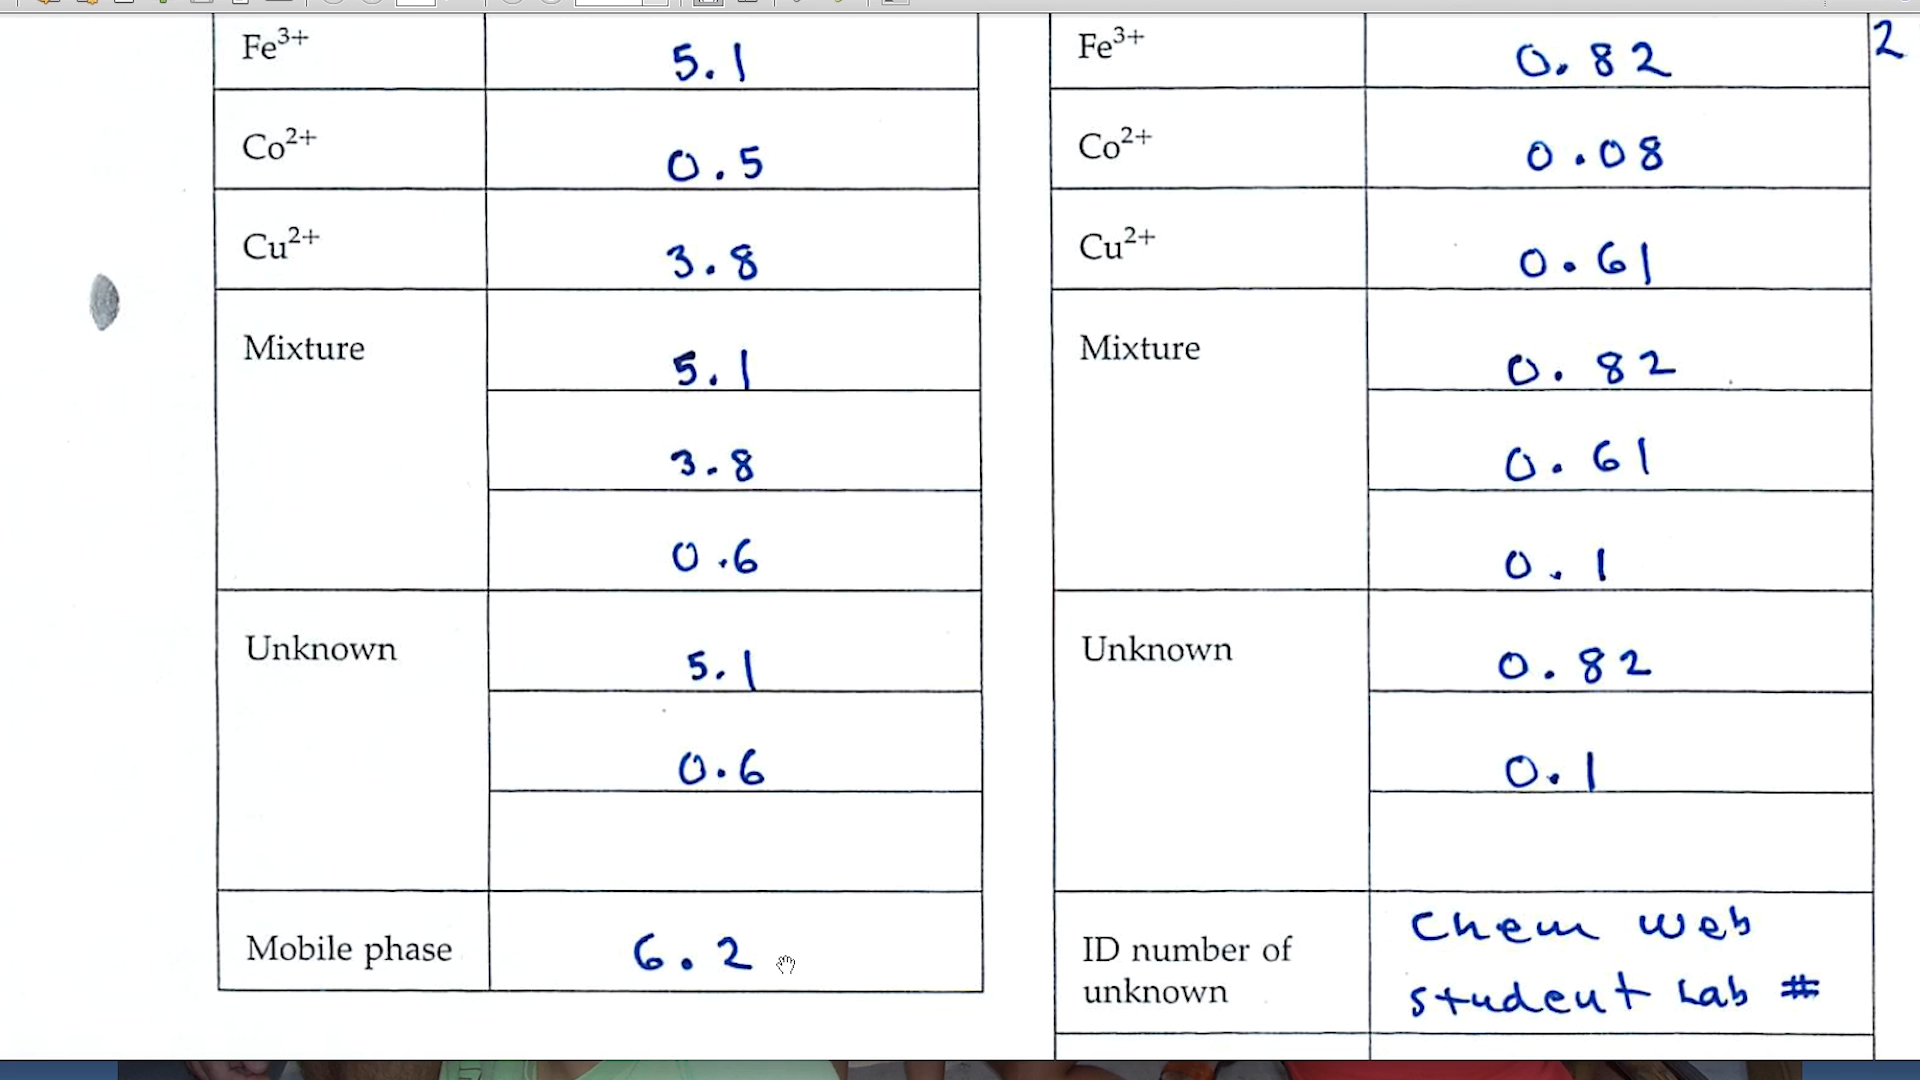 Fe³⁺ 5.1
Co²⁺ 0.5
Cu²⁺ 3.8
Mixture 5.1
3.8
0.6
Unknown 5.1
0.6
Mobile phase 6.2
Fe³⁺ 0.82 2
Co²⁺ 0.08
Cu²⁺ 0.61
Mixture 0.82
0.61
0.1
Unknown 0.82
0.1
ID number of
unknown
Chem Web
student Lab #